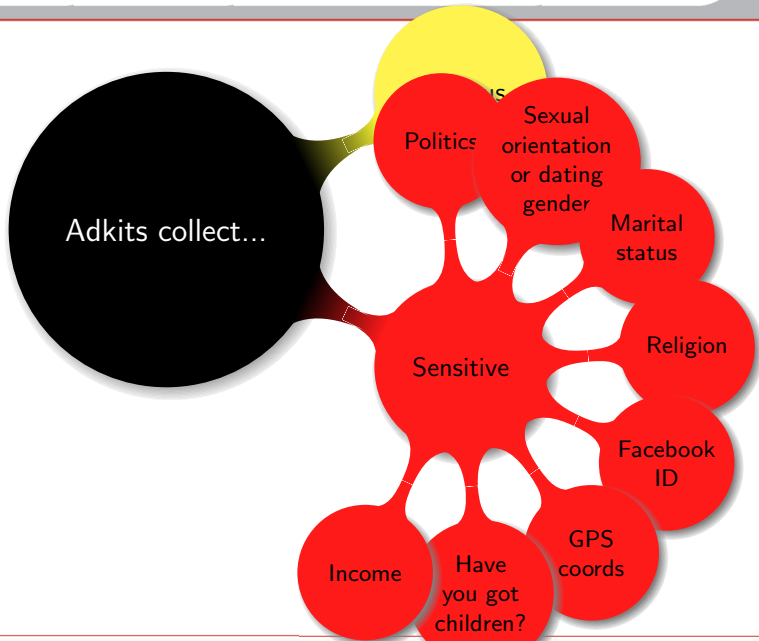 Adkits collect...
Politics
Sexual
orientation
or dating
gender
Marital
status
Sensitive
Religion
Facebook
ID
GPS
coords
Have
you got
children?
Income